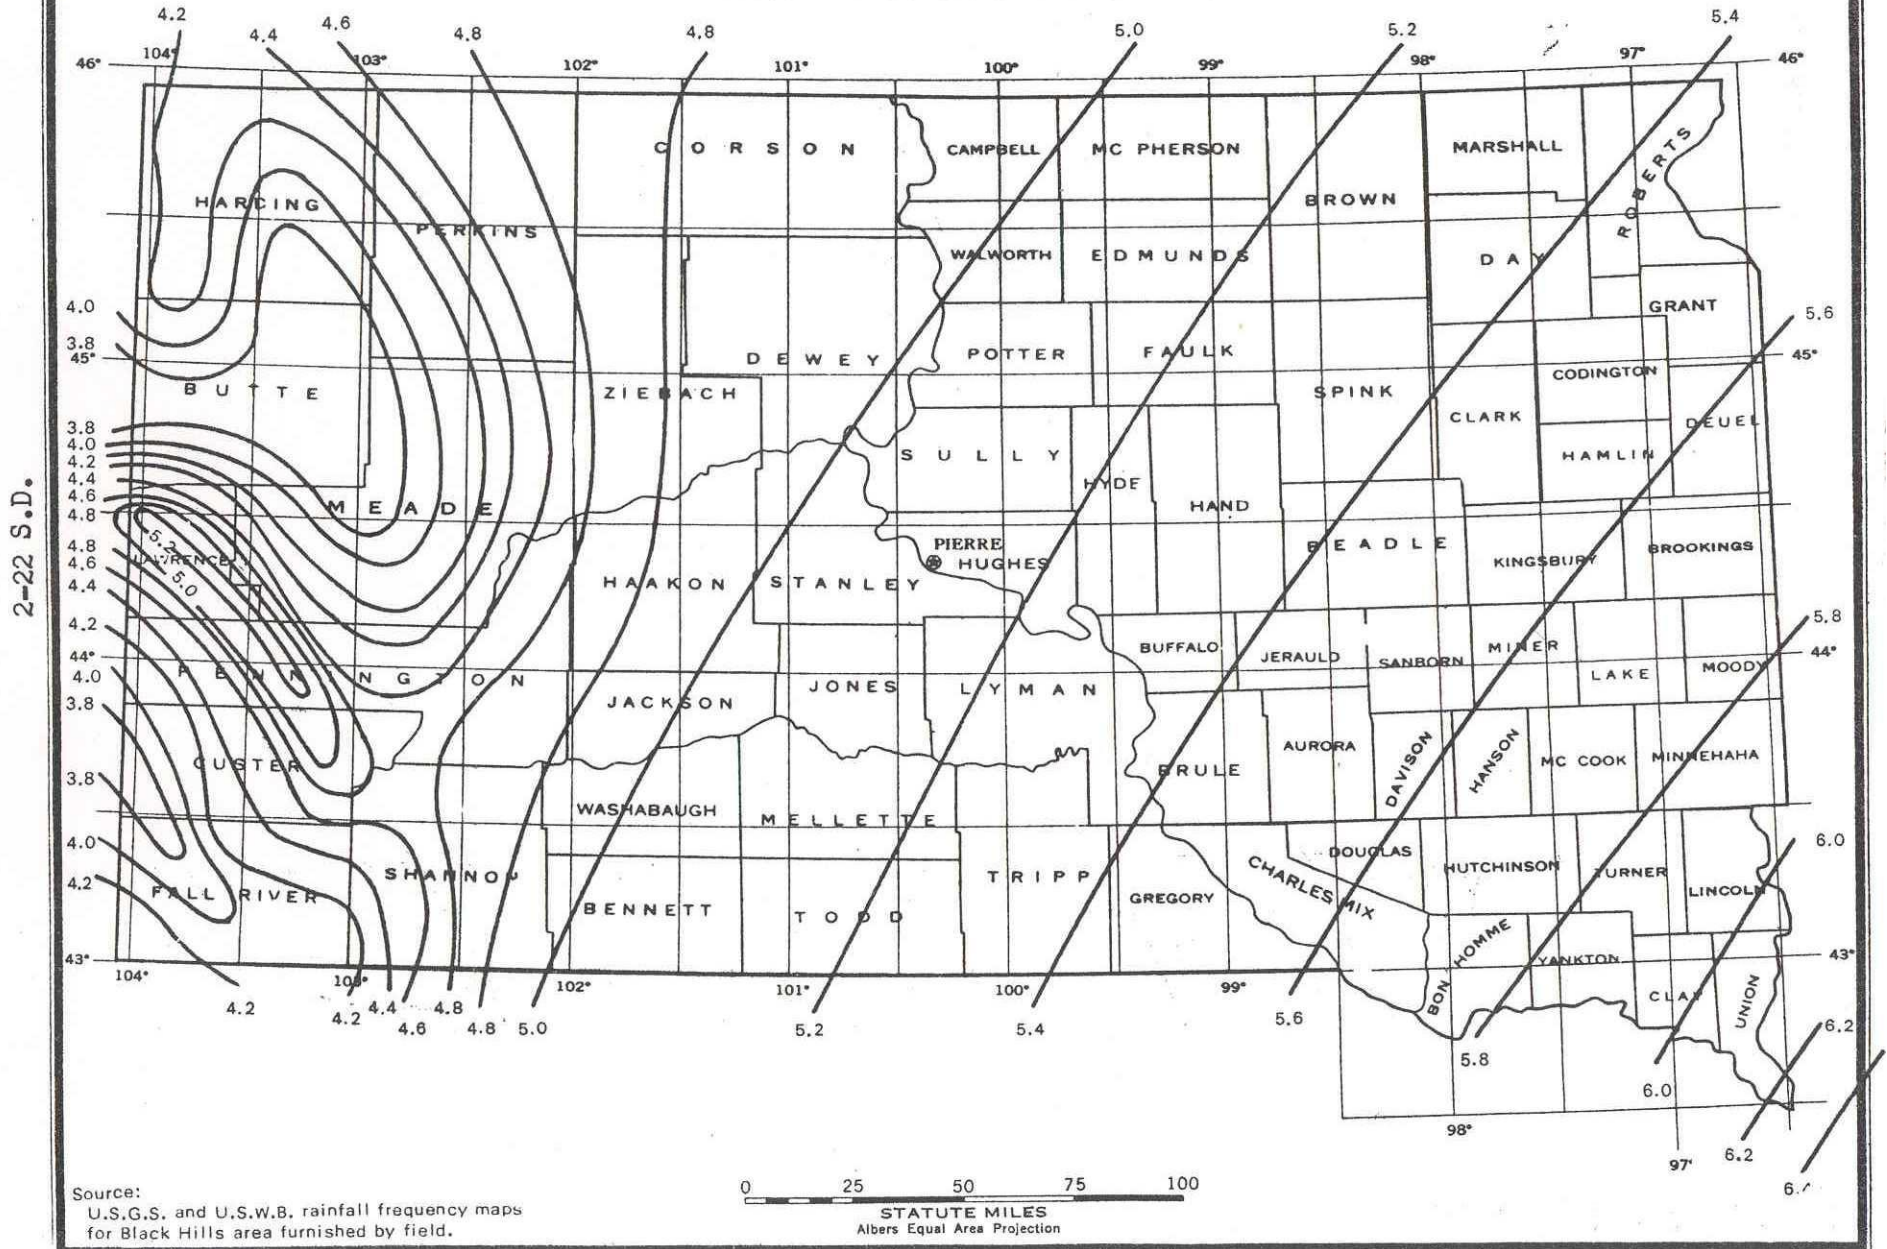 4.2
4.4
4.6
4.8
4.8
5.0
5.2
5.4
46°
104°
103°
102°
101°
100°
99°
98°
97°
46°
CORSON
CAMPBELL
MC PHERSON
MARSHALL
ROBERTS
HARDING
PERKINS
BROWN
WALWORTH
EDMUNDS
DAY
4.0
GRANT
5.6
3.8
45°
DEWEY
POTTER
FAULK
45°
BUTTE
ZIEBACH
SPINK
CODINGTON
CLARK
DEUEL
3.8
4.0
4.2
4.4
4.6
4.8
SULLY
HAMLIN
HYDE
MEADE
HAND
2-22 S.D.
5.2
PIERRE
BEADLE
BROOKINGS
4.8
4.6
4.4
LAWRENCE
5.0
HUGHES
KINGSBURY
HAAKON
STANLEY
4.2
5.8
44°
BUFFALO
JERAULD
SANBORN
MINER
44°
4.0
PENNINGTON
LAKE
MOODY
3.8
JACKSON
JONES
LYMAN
CUSTER
AURORA
DAVISON
HANSON
MC COOK
MINNEHAHA
3.8
BRULE
WASHABAUGH
MELLETTE
4.0
DOUGLAS
6.0
4.2
FALL RIVER
SHANNON
TRIPP
CHARLES MIX
HUTCHINSON
TURNER
LINCOLN
BENNETT
TODD
GREGORY
BON HOMME
YANKTON
43°
43°
104°
103°
102°
101°
100°
99°
CLAY
UNION
4.2
4.2
4.4
4.6
4.8
4.8
5.0
5.2
5.4
5.6
5.8
6.0
6.2
98°
97°
6.2
Source:
U.S.G.S. and U.S.W.B. rainfall frequency maps
for Black Hills area furnished by field.
0 25 50 75 100
STATUTE MILES
Albers Equal Area Projection